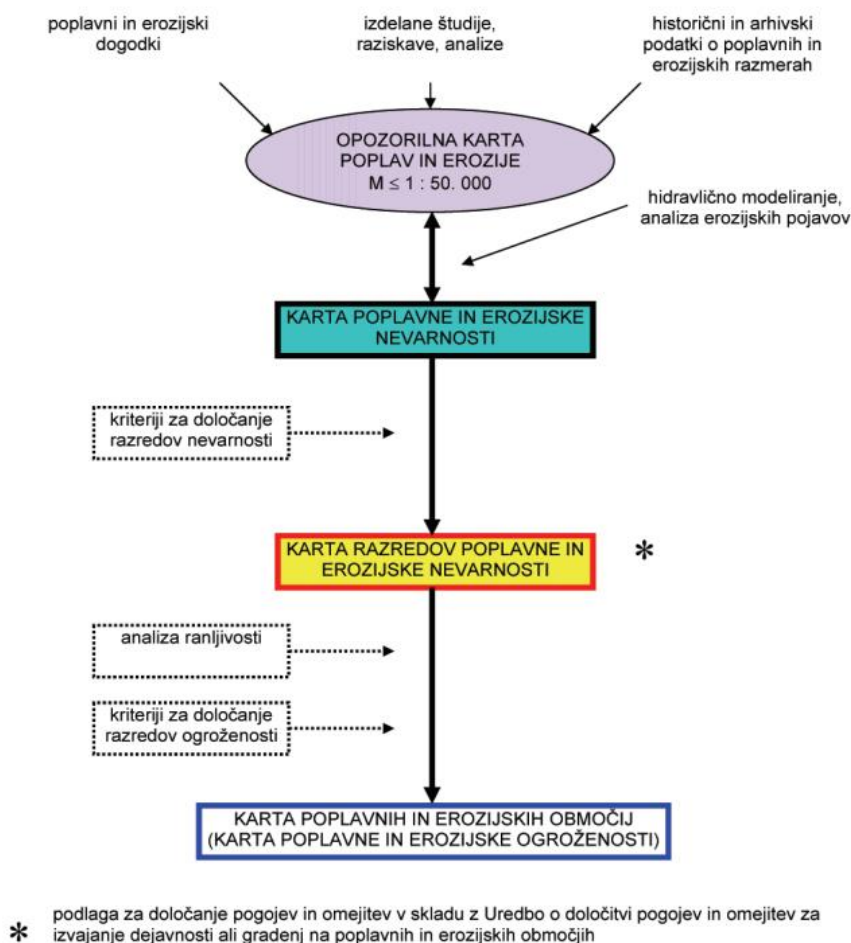 poplavni in erozijski
dogodki
izdelane študije,
raziskave, analize
historični in arhivski
podatki o poplavnih in
erozijskih razmerah
OPOZORILNA KARTA
POPLAV IN EROZIJE
M ≤ 1 : 50. 000
hidravlično modeliranje,
analiza erozijskih pojavov
KARTA POPLAVNE IN EROZIJSKE
NEVARNOSTI
kriteriji za določanje
razredov nevarnosti
KARTA RAZREDOV POPLAVNE IN
EROZIJSKE NEVARNOSTI
*
analiza ranljivosti
kriteriji za določanje
razredov ogroženosti
KARTA POPLAVNIH IN EROZIJSKIH OBMOČIJ
(KARTA POPLAVNE IN EROZIJSKE OGROŽENOSTI)
podlaga za določanje pogojev in omejitev v skladu z Uredbo o določitvi pogojev in omejitev za
* izvajanje dejavnosti ali gradenj na poplavnih in erozijskih območjih